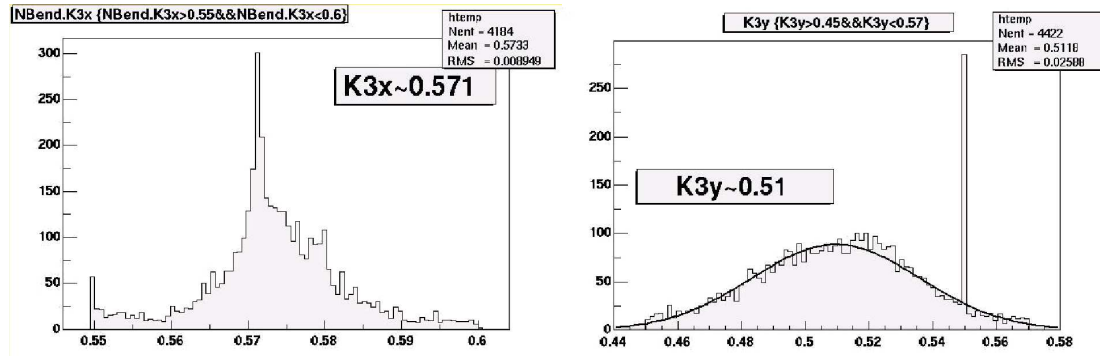 NBend.K3x {NBend.K3x>0.55&&NBend.K3x<0.6}
htemp
Nent = 4184
Mean = 0.5733
RMS = 0.008949
K3x~0.571
300
250
200
150
100
50
0
0.55
0.56
0.57
0.58
0.59
0.6
K3y {K3y>0.45&&K3y<0.57}
htemp
Nent = 4422
Mean = 0.5118
RMS = 0.02588
K3y~0.51
250
200
150
100
50
0
0.44
0.46
0.48
0.5
0.52
0.54
0.56
0.58